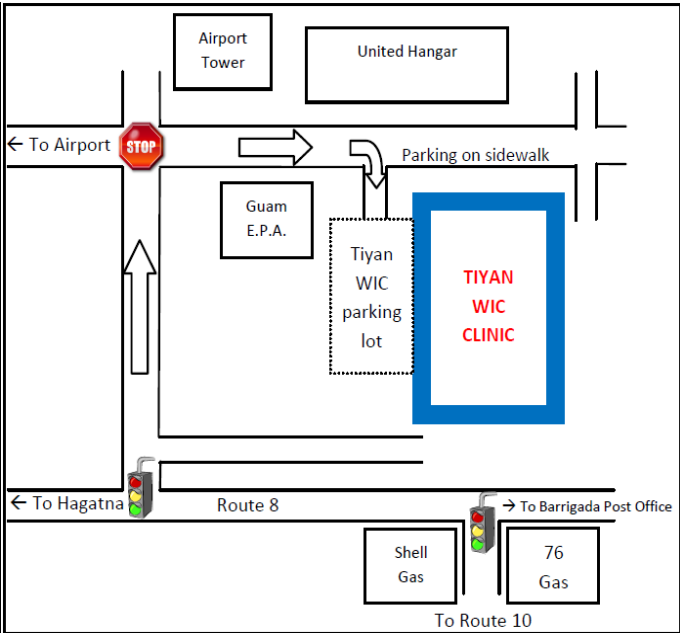 Airport
Tower
United Hangar
← To Airport
STOP
Parking on sidewalk
Guam
E.P.A.
Tiyan
WIC
parking
lot
TIYAN
WIC
CLINIC
← To Hagatna
Route 8
→ To Barrigada Post Office
Shell
Gas
76
Gas
To Route 10